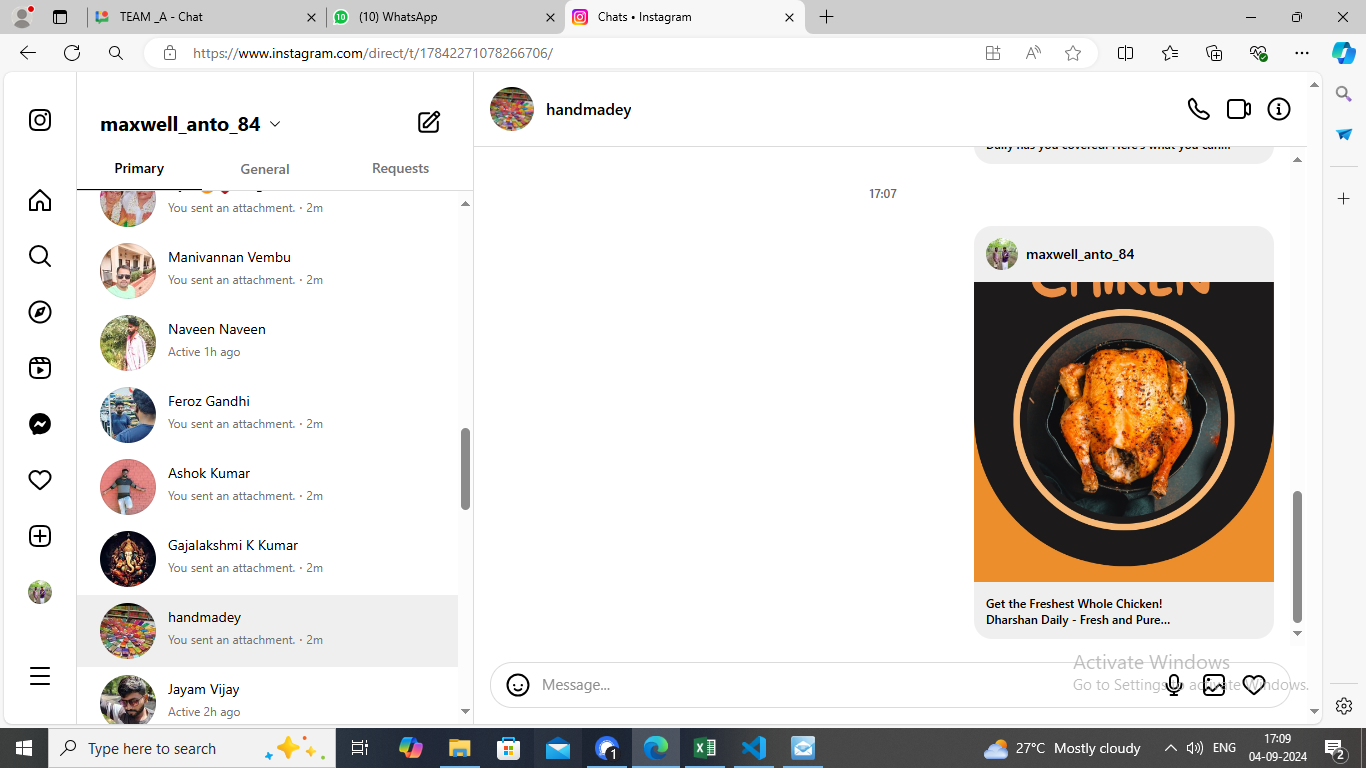 TEAM _A - Chat
(10) WhatsApp
Chats • Instagram
https://www.instagram.com/direct/t/17842271078266706/
maxwell_anto_84
Primary
General
Requests
You sent an attachment. · 2m
Manivannan Vembu
You sent an attachment. · 2m
Naveen Naveen
Active 1h ago
Feroz Gandhi
You sent an attachment. · 2m
Ashok Kumar
You sent an attachment. · 2m
Gajalakshmi K Kumar
You sent an attachment. · 2m
handmadey
You sent an attachment. · 2m
Jayam Vijay
Active 2h ago
handmadey
Daily has you covered! Here's what you can...
17:07
maxwell_anto_84
CHIKEN
Get the Freshest Whole Chicken!
Dharshan Daily - Fresh and Pure...
Message...
Activate Windows
Go to Settings to activate Windows.
Type here to search
27°C Mostly cloudy
ENG
17:09
04-09-2024
2